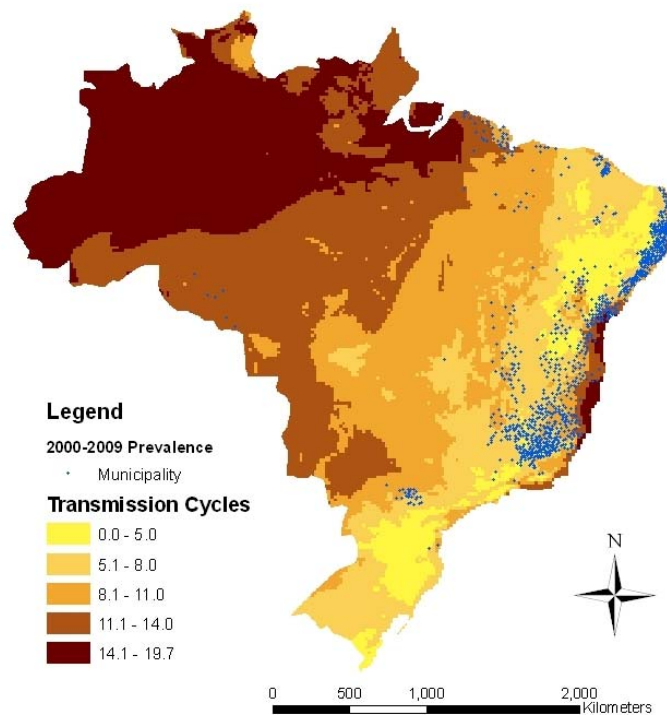 Legend
2000-2009 Prevalence
Municipality
Transmission Cycles
0.0 - 5.0
5.1 - 8.0
8.1 - 11.0
11.1 - 14.0
14.1 - 19.7
N
0 500 1,000 2,000
Kilometers